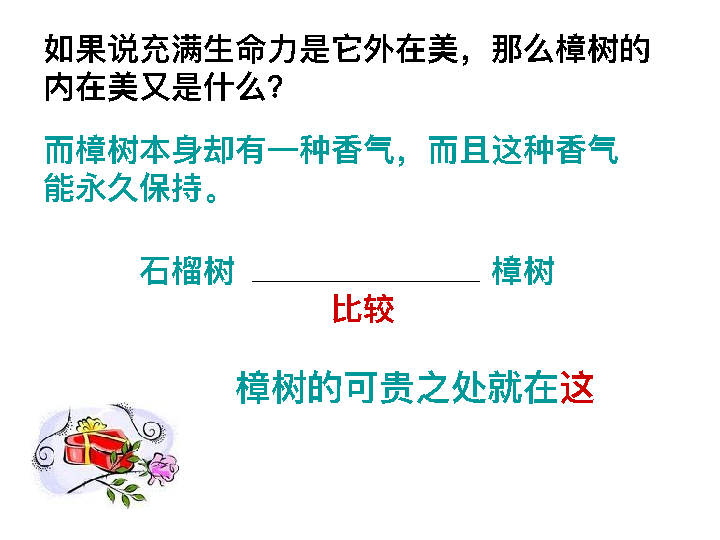 如果说充满生命力是它外在美，那么樟树的
内在美又是什么？
而樟树本身却有一种香气，而且这种香气
能永久保持。
石榴树 樟树
比较
樟树的可贵之处就在这